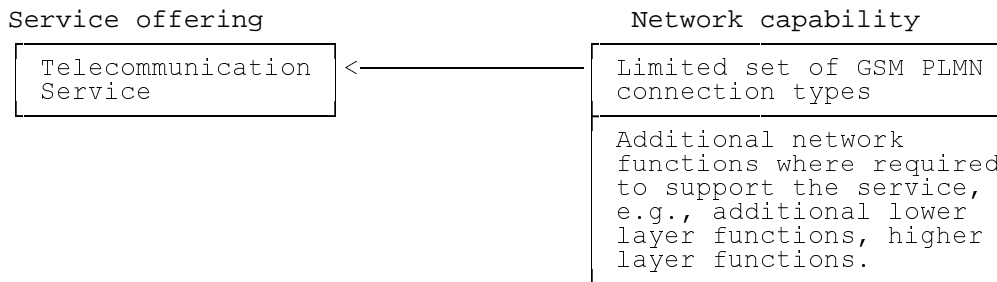 Service offering
Network capability
Telecommunication
Service
<
Limited set of GSM PLMN
connection types
Additional network
functions where required
to support the service,
e.g., additional lower
layer functions, higher
layer functions.